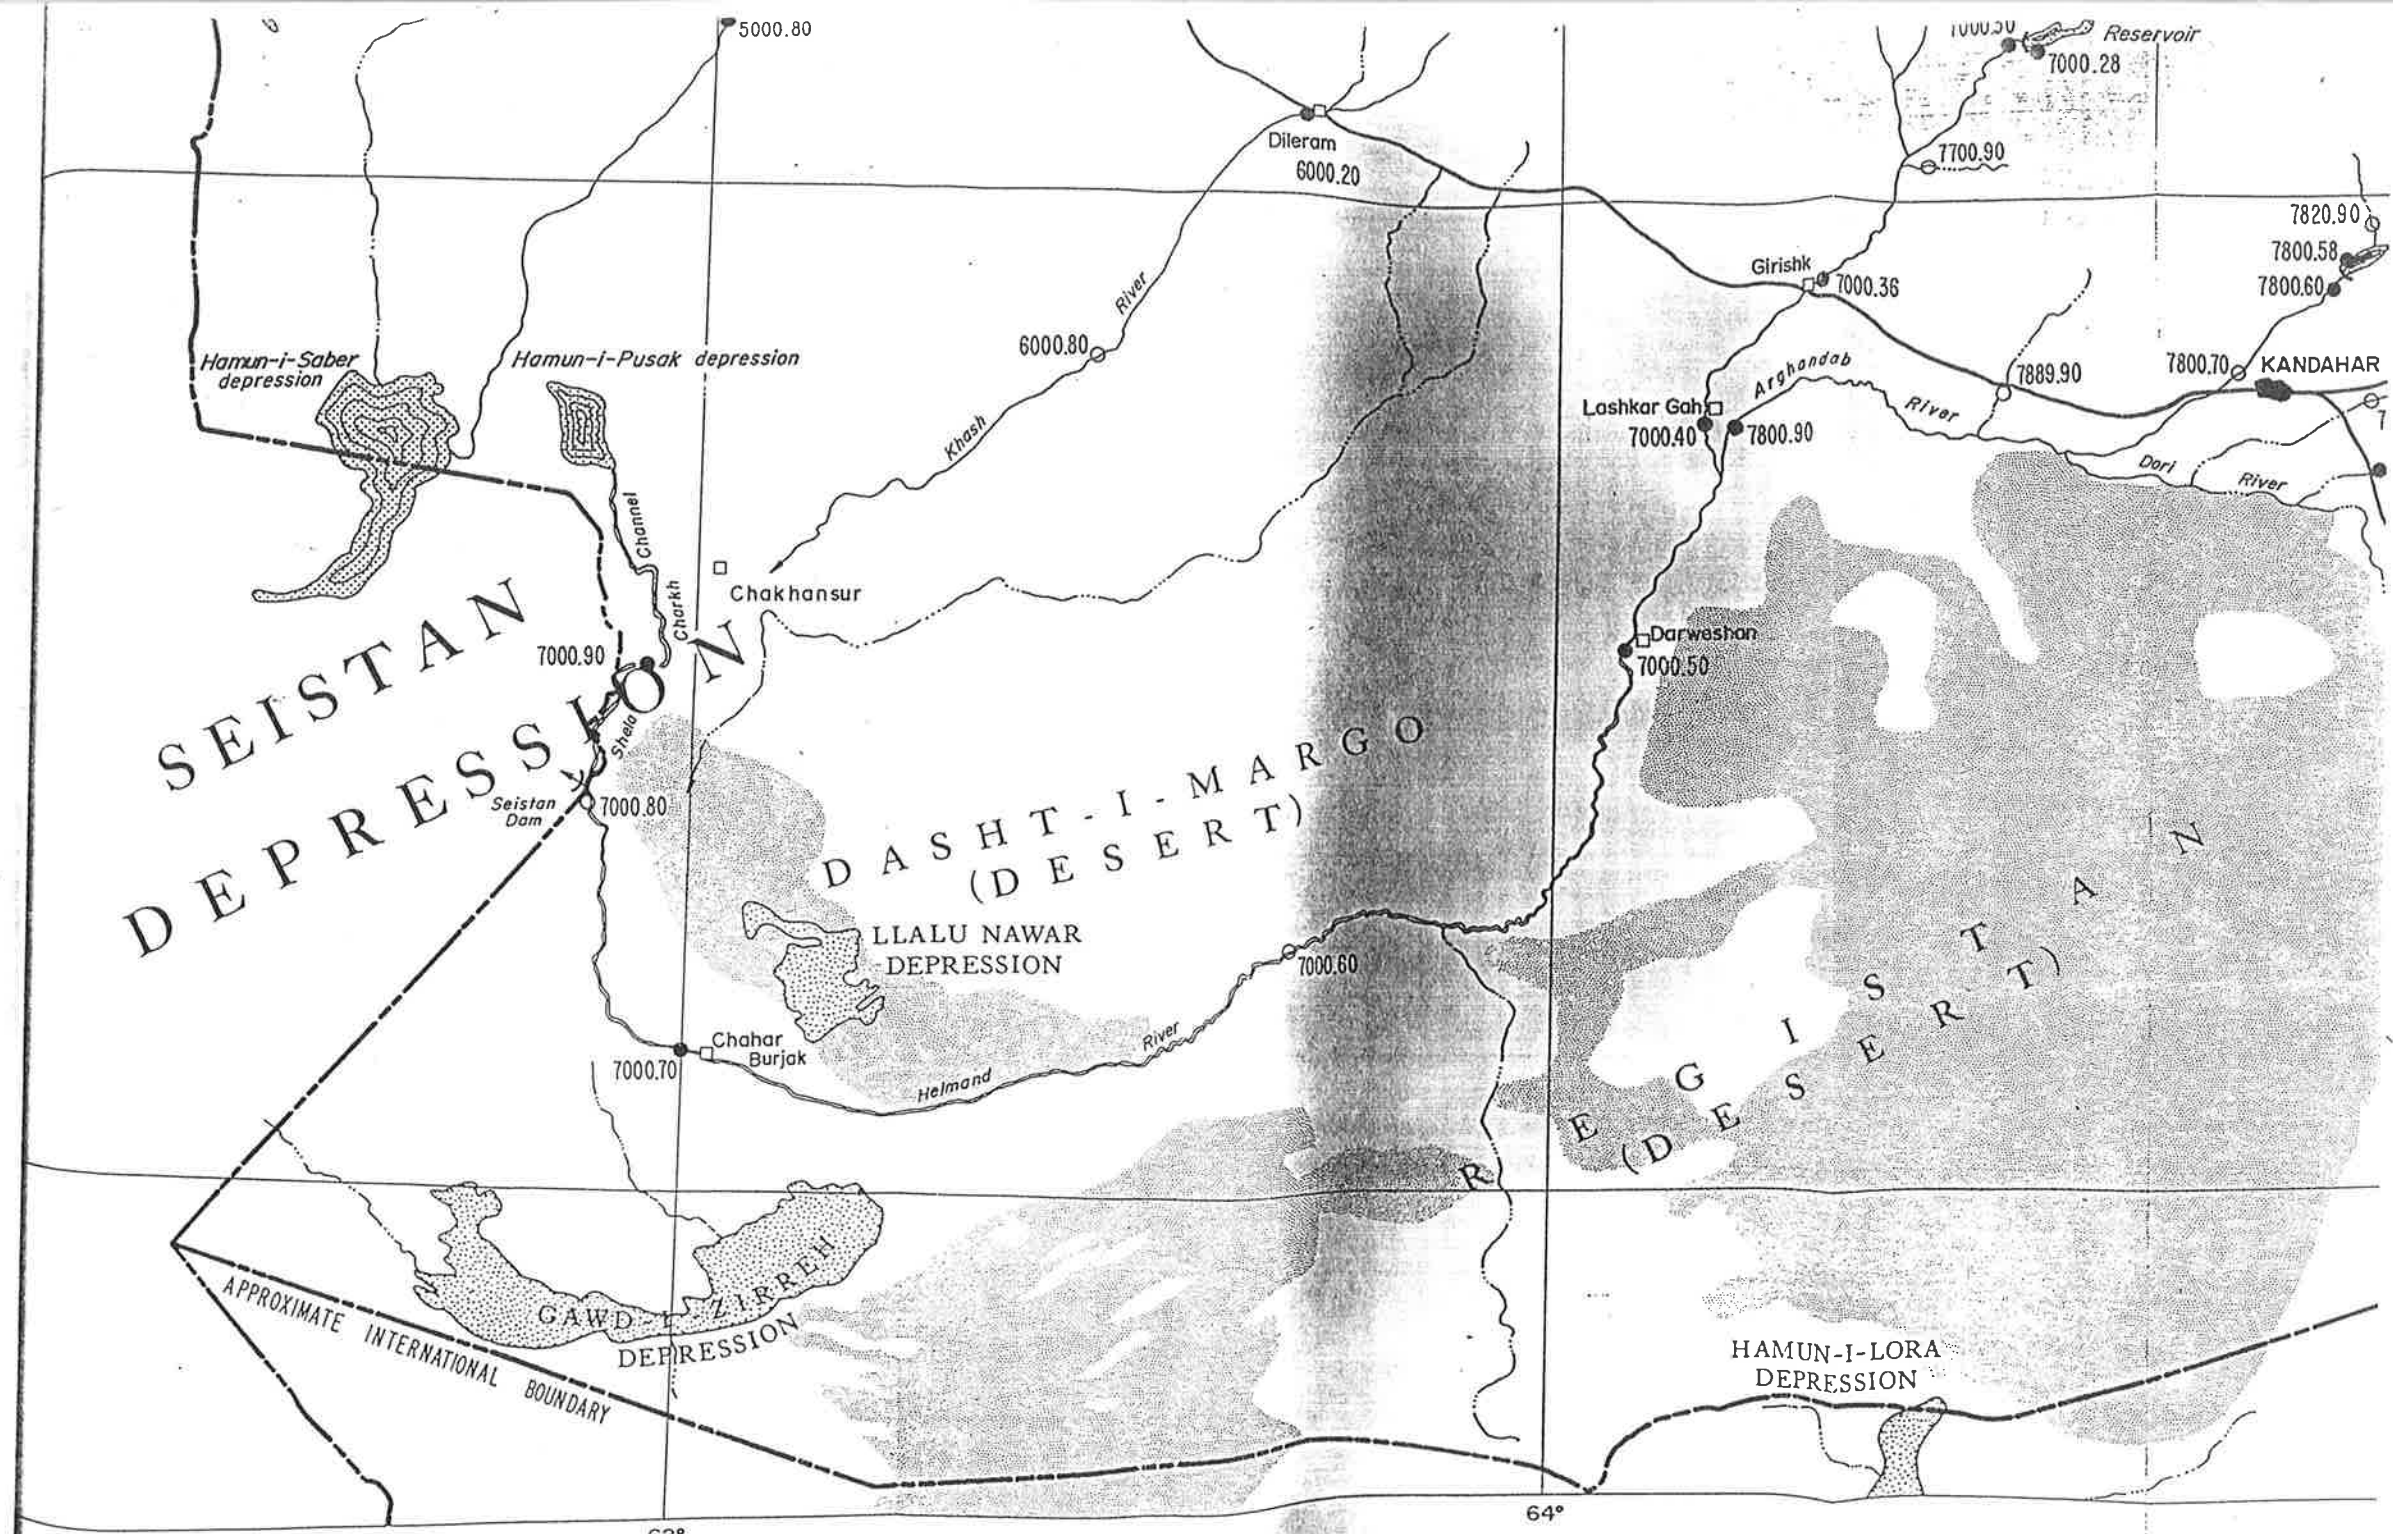 5000.80
7000.30
Reservoir
7000.28
Dileram
6000.20
7700.90
7820.90
7800.58
7800.60
Girishk
7000.36
River
6000.80
Hamun-i-Saber
depression
Hamun-i-Pusak depression
Arghandab
River
7889.90
7800.70
KANDAHAR
7
Lashkar Gah
7000.40
7800.90
Khash
Dori
River
Channel
Charkh
Chakhansur
SEISTAN
DEPRESSION
7000.90
Shela
Darweshan
7000.50
Seistan
Dam
7000.80
DASHT-I-MARGO
(DESERT)
LLALU NAWAR
DEPRESSION
7000.60
REGISTAN
(DESERT)
Chahar
Burjak
7000.70
Helmand
River
GAWD-I-ZIRREH
DEPRESSION
APPROXIMATE INTERNATIONAL BOUNDARY
HAMUN-I-LORA
DEPRESSION
64°